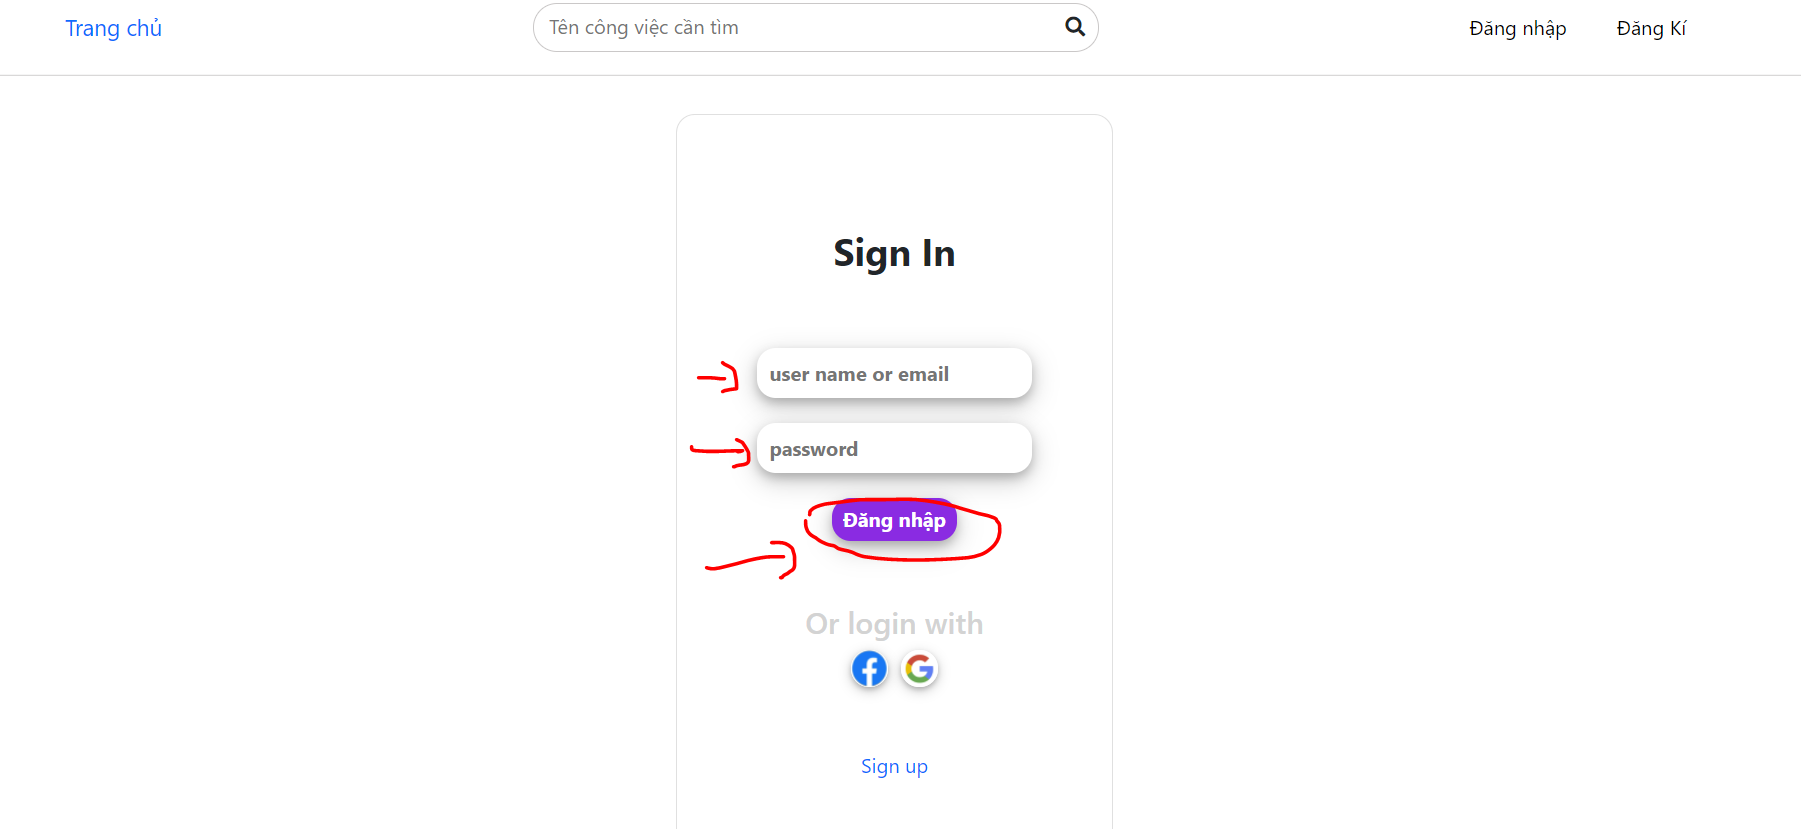 Trang chủ
Tên công việc cần tìm
Đăng nhập
Đăng Kí
Sign In
user name or email
password
Đăng nhập
Or login with
Sign up